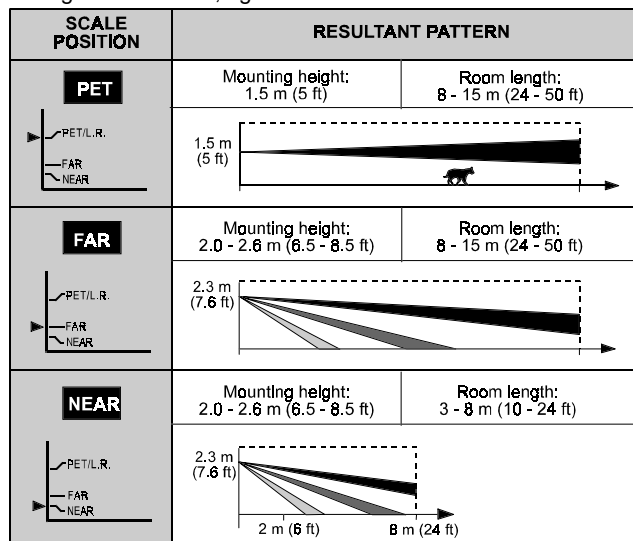 SCALE
POSITION
RESULTANT PATTERN
PET
Mounting height:
1.5 m (5 ft)
Room length:
8 - 15 m (24 - 50 ft)
PET/L.R.
FAR
NEAR
1.5 m
(5 ft)
FAR
Mounting height:
2.0 - 2.6 m (6.5 - 8.5 ft)
Room length:
8 - 15 m (24 - 50 ft)
PET/L.R.
FAR
NEAR
2.3 m
(7.6 ft)
NEAR
Mounting height:
2.0 - 2.6 m (6.5 - 8.5 ft)
Room length:
3 - 8 m (10 - 24 ft)
PET/L.R.
FAR
NEAR
2.3 m
(7.6 ft)
2 m (6 ft)
8 m (24 ft)